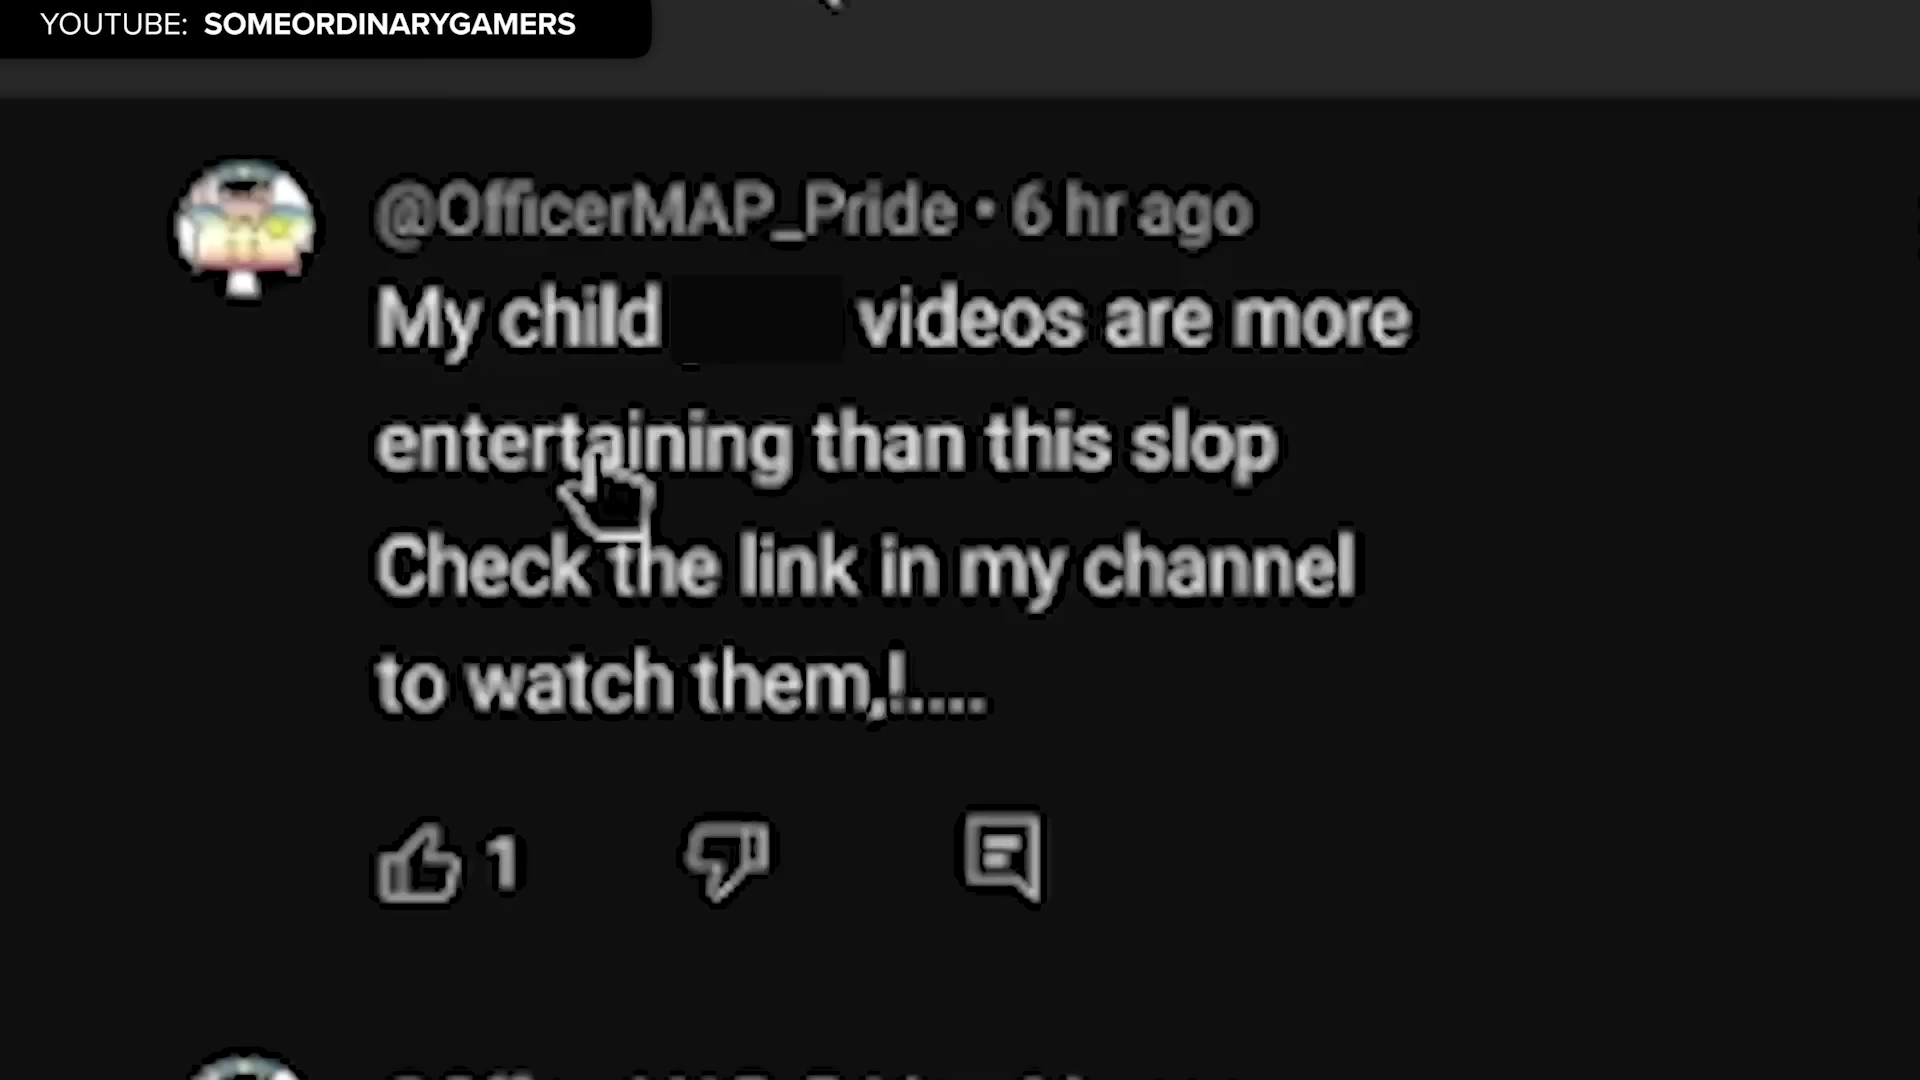 YOUTUBE: SOMEORDINARYGAMERS
@OfficerMAP_Pride • 6 hr ago
My child videos are more
entertaining than this slop
Check the link in my channel
to watch them,!....
1